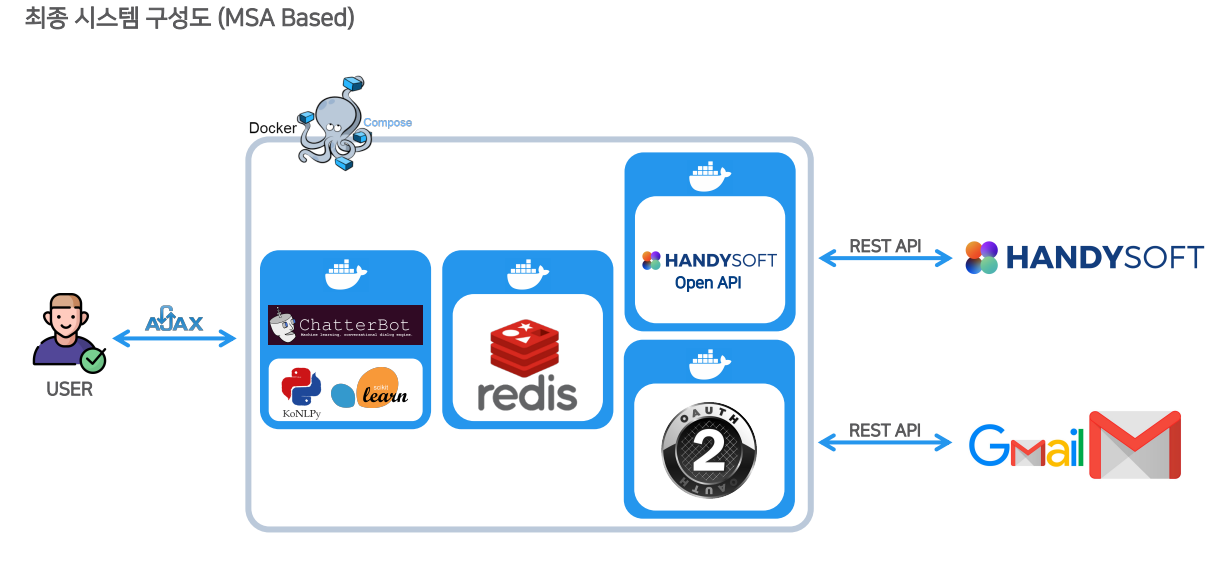 최종 시스템 구성도 (MSA Based)
Docker
Compose
HANDYSOFT
Open API
REST API
HANDYSOFT
AJAX
ChatterBot
Machine learning, conversational dialog engine.
redis
USER
KoNLPy
scikit
learn
OAUTH
2
OAUTH
REST API
Gmail